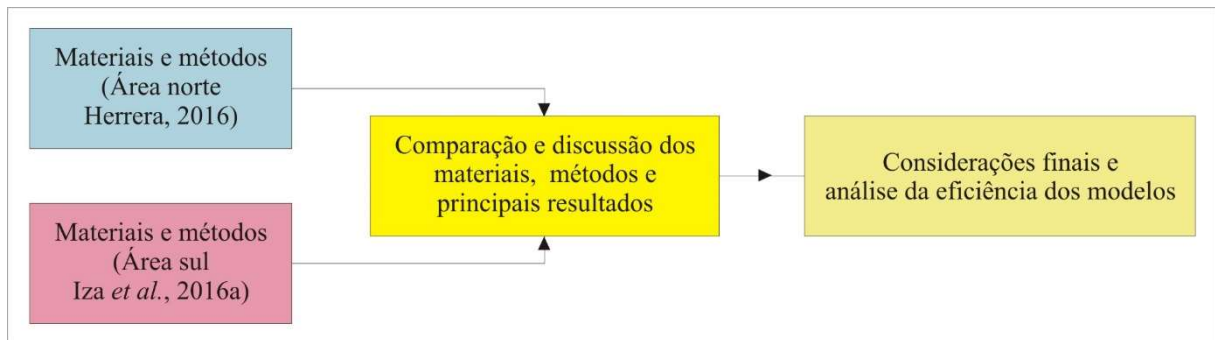 Materiais e métodos
(Área norte
Herrera, 2016)
Materiais e métodos
(Área sul
Iza et al., 2016a)
Comparação e discussão dos
materiais, métodos e
principais resultados
Considerações finais e
análise da eficiência dos modelos